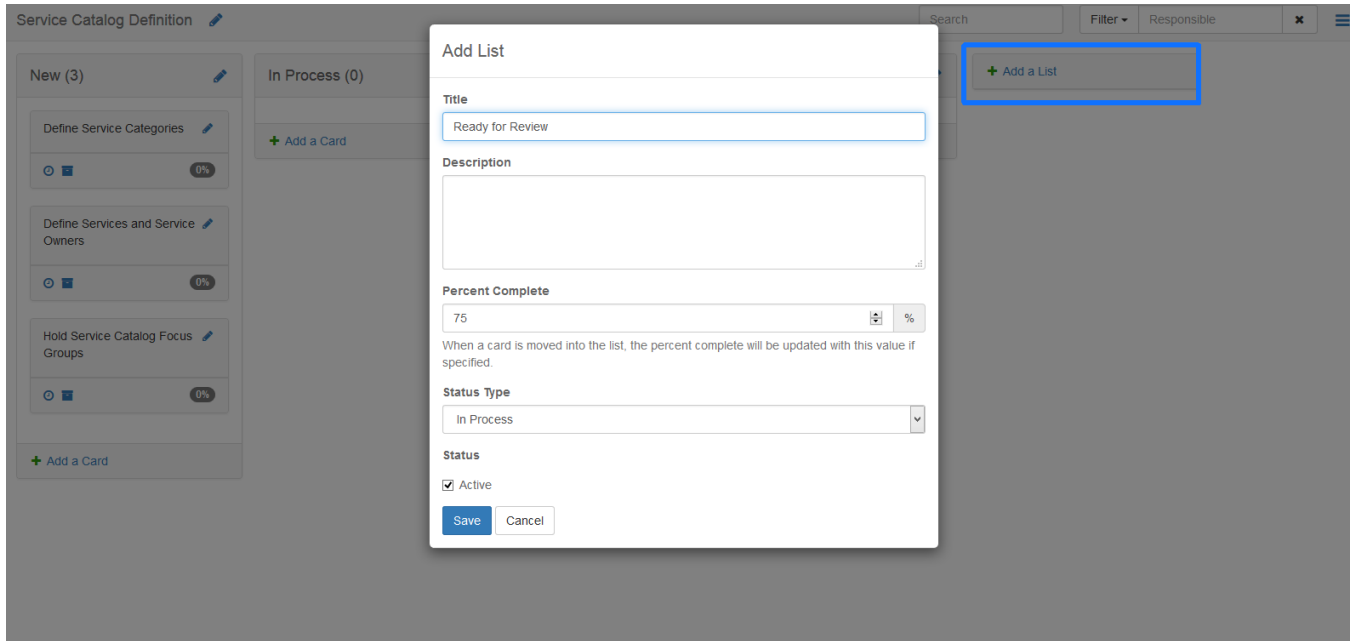 Service Catalog Definition
Search
Filter
Responsible
New (3)
Define Service Categories
0%
Define Services and Service
Owners
0%
Hold Service Catalog Focus
Groups
0%
+ Add a Card
In Process (0)
+ Add a Card
+ Add a List
Add List
Title
Ready for Review
Description
Percent Complete
75
%
When a card is moved into the list, the percent complete will be updated with this value if
specified.
Status Type
In Process
Status
Active
Save
Cancel